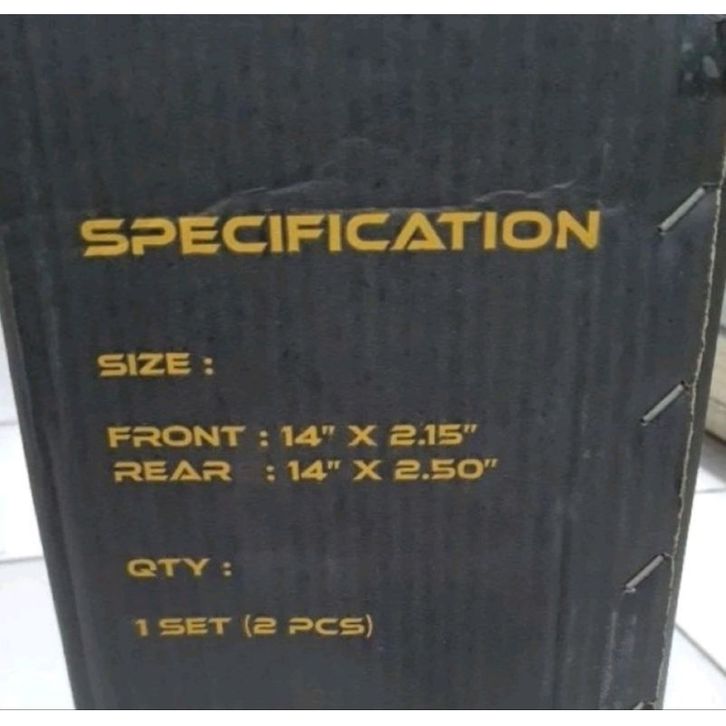 SPECIFICATION
SIZE :
FRONT : 14" X 2.15"
REAR : 14" X 2.50"
QTY :
1 SET (2 PCS)